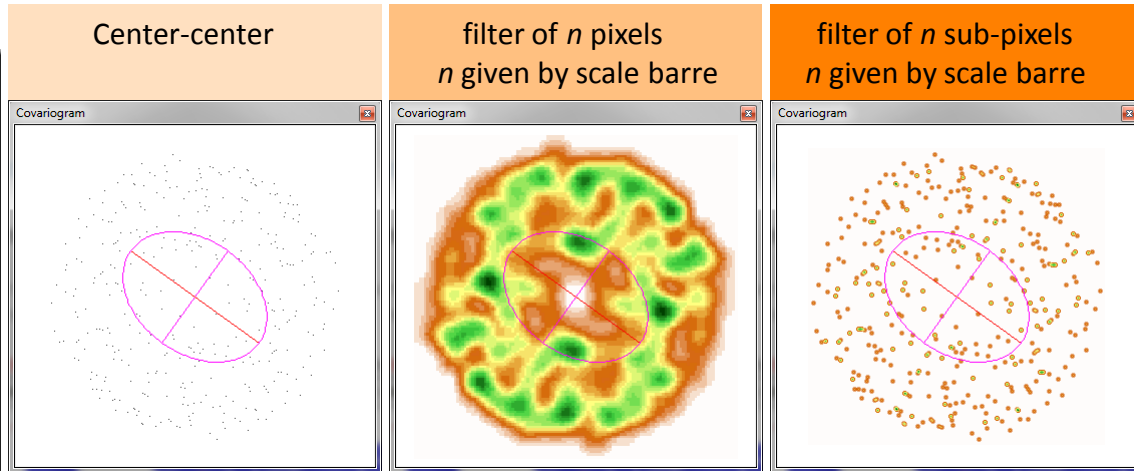 Center-center
filter of n pixels
n given by scale barre
filter of n sub-pixels
n given by scale barre
Covariogram
Covariogram
Covariogram